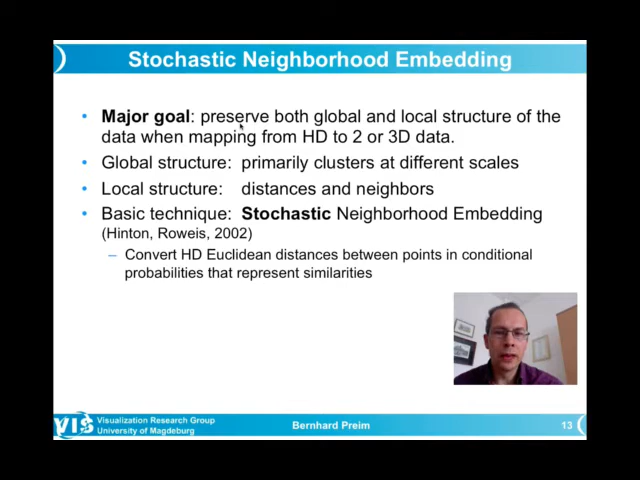 Stochastic Neighborhood Embedding
• Major goal: preserve both global and local structure of the
data when mapping from HD to 2 or 3D data.
• Global structure: primarily clusters at different scales
• Local structure: distances and neighbors
• Basic technique: Stochastic Neighborhood Embedding
(Hinton, Roweis, 2002)
– Convert HD Euclidean distances between points in conditional
probabilities that represent similarities
VIS
Visualization Research Group
University of Magdeburg
Bernhard Preim
13